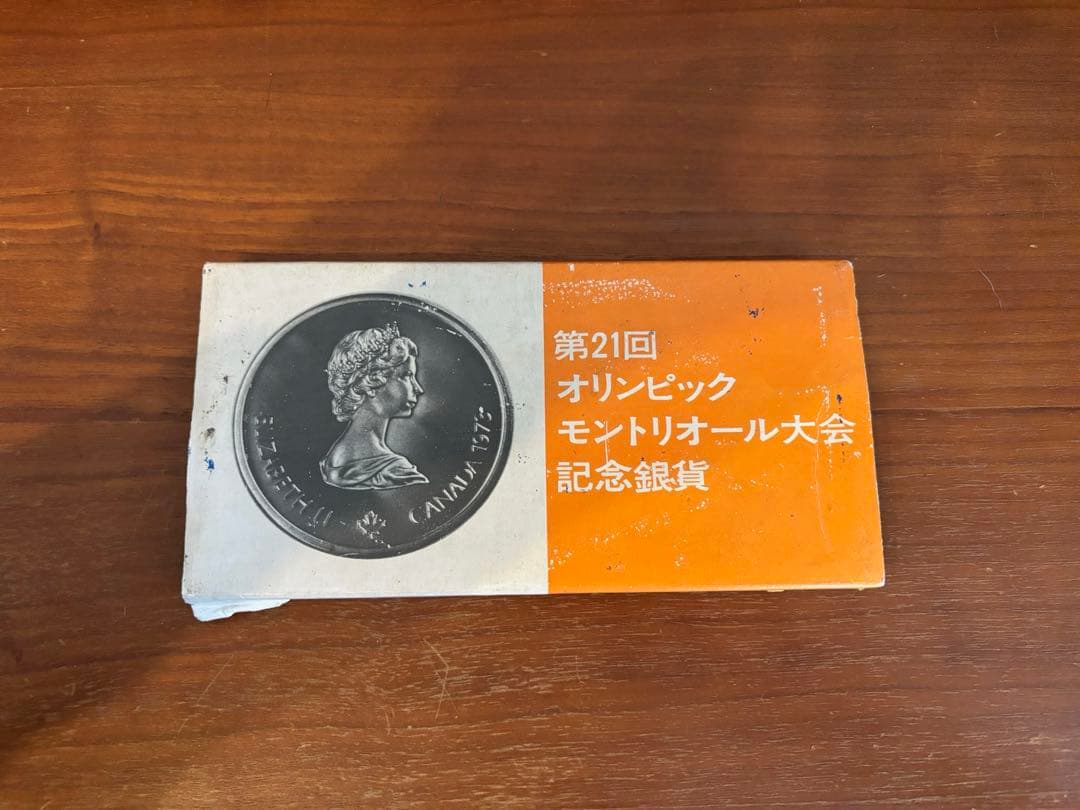 ELIZABETH II
CANADA 1973
第21回
オリンピック
モントリオール大会
記念銀貨